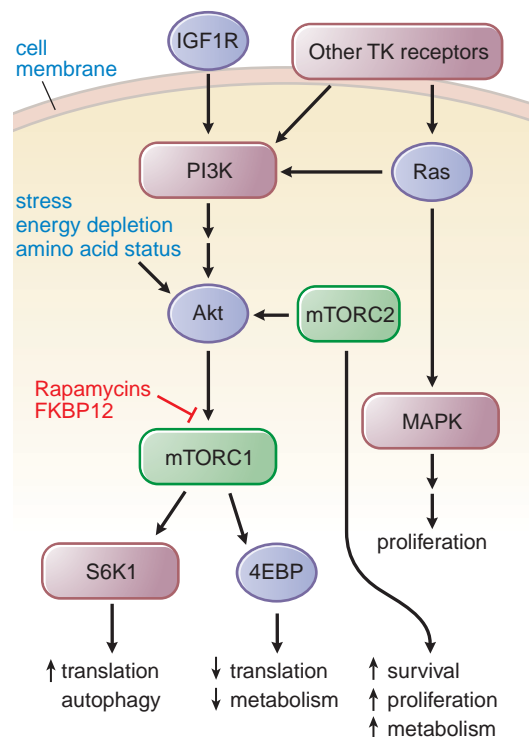 IGF1R
Other TK receptors
cell
membrane
PI3K
Ras
stress
energy depletion
amino acid status
Akt
mTORC2
Rapamycins
FKBP12
MAPK
mTORC1
proliferation
S6K1
4EBP
↑ translation
autophagy
↓ translation
↓ metabolism
↑ survival
↑ proliferation
↑ metabolism